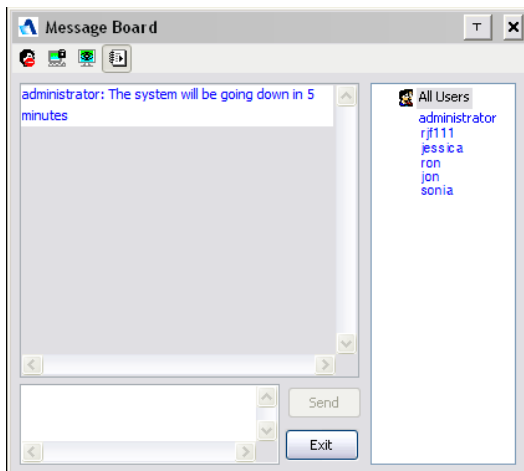 Message Board
administrator: The system will be going down in 5
minutes
All Users
administrator
rjf111
jessica
ron
jon
sonia
Send
Exit